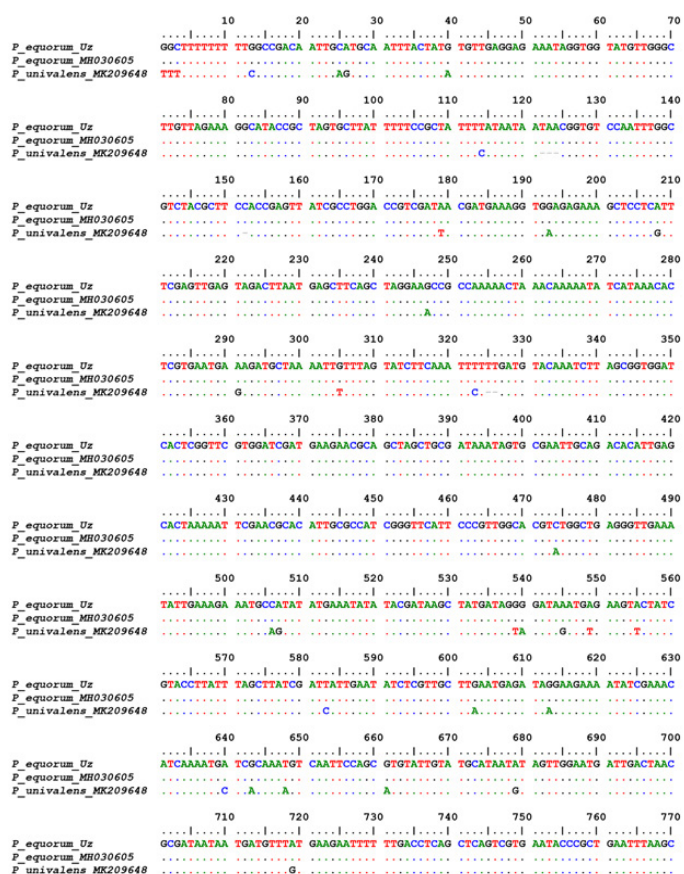 10 20 30 40 50 60 70
P_equorum_Uz GGCTTTTTTT TTGGCCGACA ATTGCATGCA ATTTACTATG TGTTGAGGAG AAATAGGTGG TATGTTGGGC
P_equorum_MH030605 .......... .......... .......... .......... .......... .......... ..........
P_univalens_MK209648 TTT....... ..C....... ....AG.... .........A .......... .......... ..........
80 90 100 110 120 130 140
P_equorum_Uz TTGTTAGAAA GGCATACCGC TAGTGCTTAT TTTTCCGCTA TTTTATAATA ATAACGGTGT CCAATTTGGC
P_equorum_MH030605 .......... .......... .......... .......... .......... .......... ..........
P_univalens_MK209648 .......... .......... .......... .......... ..C....... ---....... ..........
150 160 170 180 190 200 210
P_equorum_Uz GTCTACGCTT CCACCGAGTT ATCGCCTGGA CCGTCGATAA CGATGAAAGG TGGAGAGAAA GCTCCTCATT
P_equorum_MH030605 .......... .......... .......... .......... .......... .......... ..........
P_univalens_MK209648 .......... .-........ .......... ........T. .......... .A........ ......G...
220 230 240 250 260 270 280
P_equorum_Uz TCGAGTTGAG TAGACTTAAT GAGCTTCAGC TAGGAAGCCG CCAAAAACTA AACAAAAATA TCATAAACAC
P_equorum_MH030605 .......... .......... .......... .......... .......... .......... ..........
P_univalens_MK209648 .......... .......... .......... ......A... .......... .......... ..........
290 300 310 320 330 340 350
P_equorum_Uz TCGTGAATGA AAGATGCTAA AATTGTTTAG TATCTTCAAA TTTTTTGATG TACAAATCTT AGCGGTGGAT
P_equorum_MH030605 .......... .......... .......... .......... .......... .......... ..........
P_univalens_MK209648 .......... G......... ....T..... .......... .C.--..... .......... ..........
360 370 380 390 400 410 420
P_equorum_Uz CACTCGGTTC GTGGATCGAT GAAGAACGCA GCTAGCTGCG ATAAATAGTG CGAATTGCAG ACACATTGAG
P_equorum_MH030605 .......... .......... .......... .......... .......... .......... ..........
P_univalens_MK209648 .......... .......... .......... .......... .......... .......... ..........
430 440 450 460 470 480 490
P_equorum_Uz CACTAAAAAT TCGAACGCAC ATTGCGCCAT CGGGTTCATT CCCGTTGGCA CGTCTGGCTG AGGGTTGAAA
P_equorum_MH030605 .......... .......... .......... .......... .......... .......... ..........
P_univalens_MK209648 .......... .......... .......... .......... .......... ..A....... ..........
500 510 520 530 540 550 560
P_equorum_Uz TATTGAAAGA AATGCCATAT ATGAAATATA TACGATAAGC TATGATAGGG GATAAATGAG AAGTACTATC
P_equorum_MH030605 .......... .......... .......... .......... .......... .......... ..........
P_univalens_MK209648 .......... .....AG... .......... .......... ........TA ...G...T.. ...T......
570 580 590 600 610 620 630
P_equorum_Uz GTACCTTATT TAGCTTATCG ATTATTGAAT ATCTCGTTGC TTGAATGAGA TAGGAAGAAA ATATCGAAAC
P_equorum_MH030605 .......... .......... .......... .......... .......... .......... ..........
P_univalens_MK209648 .......... .......... ..C....... .......... .A........ .A........ ..........
640 650 660 670 680 690 700
P_equorum_Uz ATCAAAATGA TCGCAAATGT CAATTCCAGC GTGTATTGTA TGCATAATAT AGTTGGAATG ATTGACTAAC
P_equorum_MH030605 .......... .......... .......... .......... .......... .......... ..........
P_univalens_MK209648 .........C ..A....A.. .......... A......... ........G. .......... ..........
710 720 730 740 750 760 770
P_equorum_Uz GCGATAATAA TGATGTTTAT GAAGAATTTT TTGACCTCAG CTCAGTCGTG AATACCCGCT GAATTTAAGC
P_equorum_MH030605 .......... .......... .......... .......... .......... .......... ..........
P_univalens_MK209648 .......... ........G. .......... .......... .......... .......... ..........